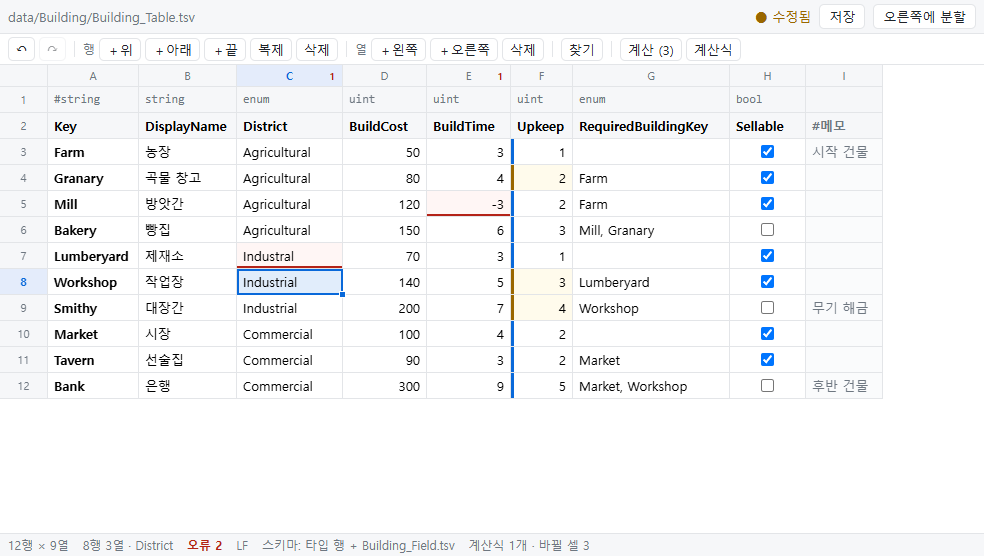 data/Building/Building_Table.tsv 수정됨 저장 오른쪽에 분할
행 + 위 + 아래 + 끝 복제 삭제 열 + 왼쪽 + 오른쪽 삭제 찾기 계산 (3) 계산식
A B C 1 D E 1 F G H I
1 #string string enum uint uint uint enum bool
2 Key DisplayName District BuildCost BuildTime Upkeep RequiredBuildingKey Sellable #메모
3 Farm 농장 Agricultural 50 3 1 시작 건물
4 Granary 곡물 창고 Agricultural 80 4 2 Farm
5 Mill 방앗간 Agricultural 120 -3 2 Farm
6 Bakery 빵집 Agricultural 150 6 3 Mill, Granary
7 Lumberyard 제재소 Industral 70 3 1
8 Workshop 작업장 Industrial 140 5 3 Lumberyard
9 Smithy 대장간 Industrial 200 7 4 Workshop 무기 해금
10 Market 시장 Commercial 100 4 2
11 Tavern 선술집 Commercial 90 3 2 Market
12 Bank 은행 Commercial 300 9 5 Market, Workshop 후반 건물
12행 × 9열 8행 3열 · District 오류 2 LF 스키마: 타입 행 + Building_Field.tsv 계산식 1개 · 바뀔 셀 3